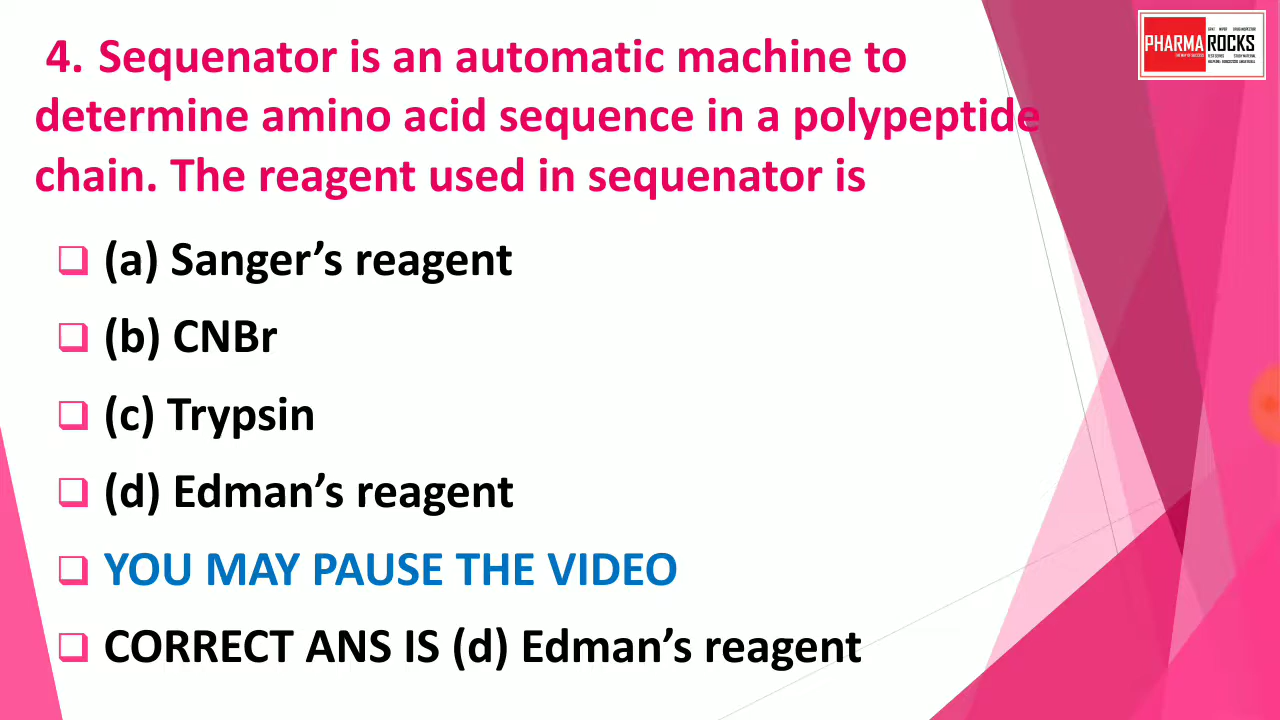 4. Sequenator is an automatic machine to
determine amino acid sequence in a polypeptide
chain. The reagent used in sequenator is
(a) Sanger’s reagent
(b) CNBr
(c) Trypsin
(d) Edman’s reagent
YOU MAY PAUSE THE VIDEO
CORRECT ANS IS (d) Edman’s reagent
PHARMA ROCKS